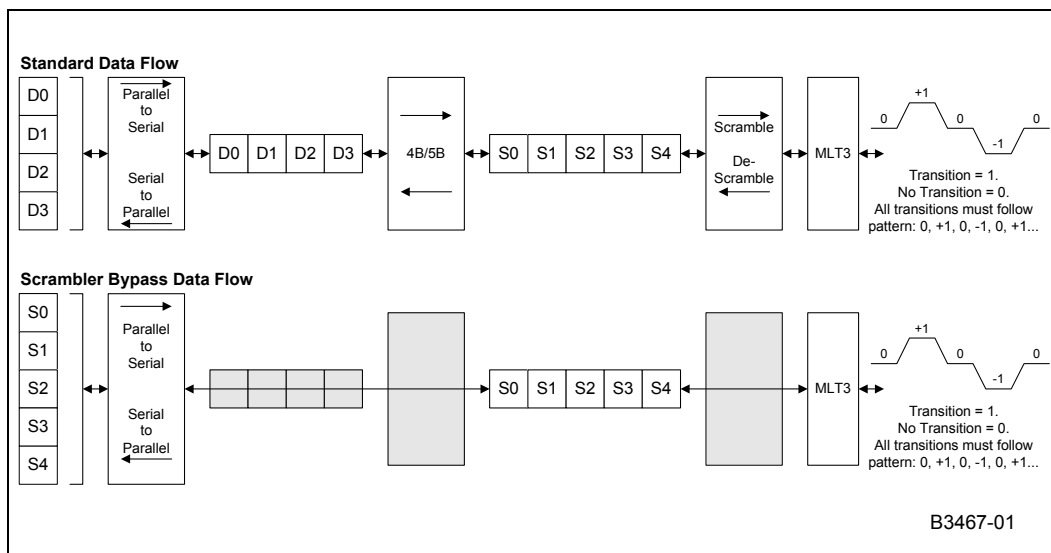 Standard Data Flow
D0
D1
D2
D3
Parallel
to
Serial
Serial
to
Parallel
D0 D1 D2 D3
4B/5B
S0 S1 S2 S3 S4
Scramble
De-
Scramble
MLT3
0 +1 0 -1 0
Transition = 1.
No Transition = 0.
All transitions must follow
pattern: 0, +1, 0, -1, 0, +1...
Scrambler Bypass Data Flow
S0
S1
S2
S3
S4
Parallel
to
Serial
Serial
to
Parallel
S0 S1 S2 S3 S4
MLT3
0 +1 0 -1 0
Transition = 1.
No Transition = 0.
All transitions must follow
pattern: 0, +1, 0, -1, 0, +1...
B3467-01